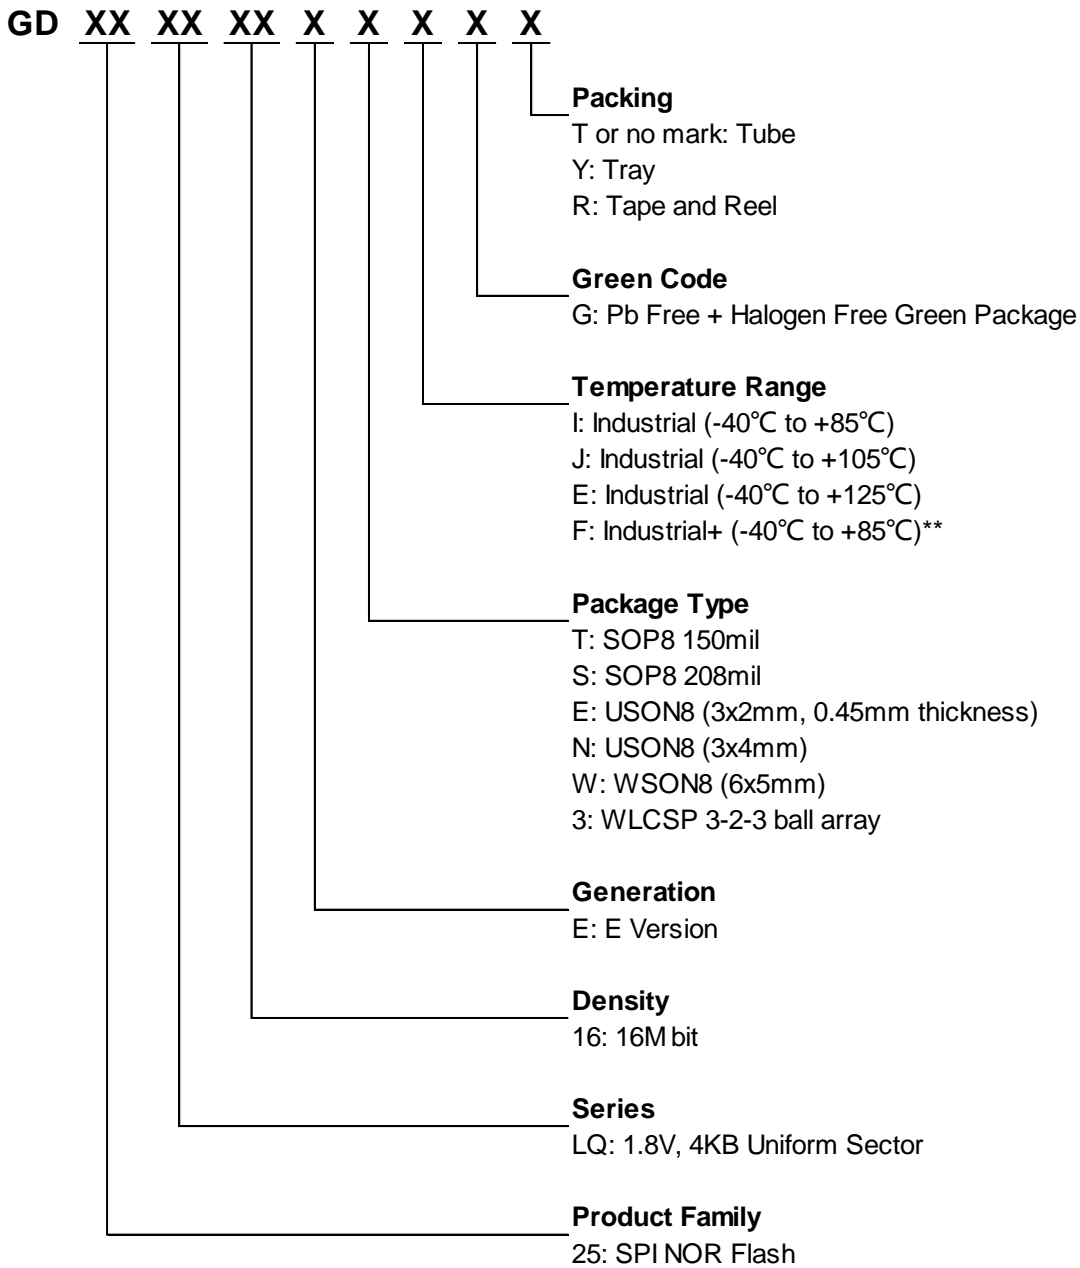 GD XX XX XX X X X X X
Packing
T or no mark: Tube
Y: Tray
R: Tape and Reel
Green Code
G: Pb Free + Halogen Free Green Package
Temperature Range
I: Industrial (-40℃ to +85℃)
J: Industrial (-40℃ to +105℃)
E: Industrial (-40℃ to +125℃)
F: Industrial+ (-40℃ to +85℃)**
Package Type
T: SOP8 150mil
S: SOP8 208mil
E: USON8 (3x2mm, 0.45mm thickness)
N: USON8 (3x4mm)
W: WSON8 (6x5mm)
3: WLCSP 3-2-3 ball array
Generation
E: E Version
Density
16: 16M bit
Series
LQ: 1.8V, 4KB Uniform Sector
Product Family
25: SPI NOR Flash